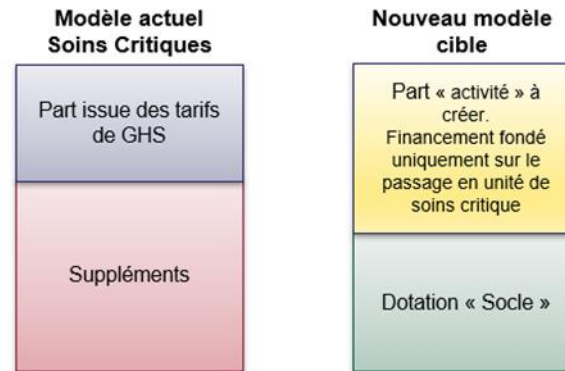 Modèle actuel
Soins Critiques
Part issue des tarifs
de GHS
Suppléments
Nouveau modèle
cible
Part « activité » à
créer.
Financement fondé
uniquement sur le
passage en unité de
soins critique
Dotation « Socle »